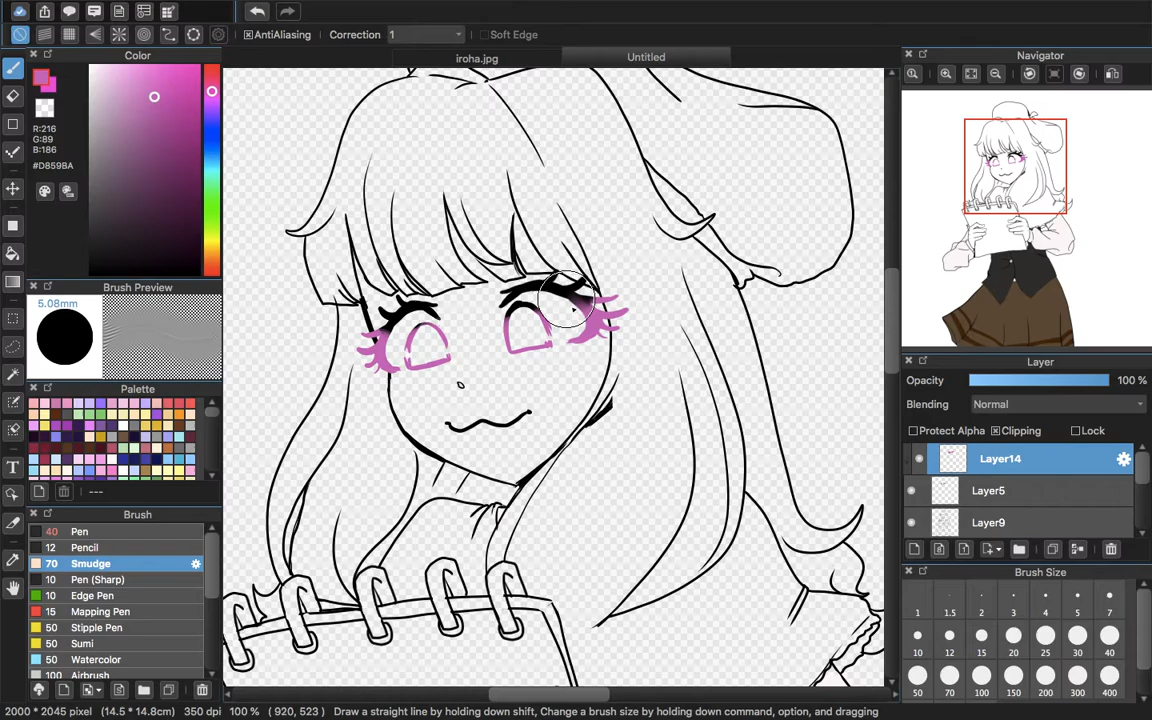 AntiAliasing
Correction
1
Soft Edge
Color
iroha.jpg
Untitled
Navigator
R:216
G:89
B:186
#D859BA
Brush Preview
5.08mm
Palette
---
Brush
40 Pen
12 Pencil
70 Smudge
10 Pen (Sharp)
10 Edge Pen
15 Mapping Pen
50 Stipple Pen
50 Sumi
50 Watercolor
100 Airbrush
Layer
Opacity
100 %
Blending
Normal
Protect Alpha
Clipping
Lock
Layer14
Layer5
Layer9
Brush Size
1 1.5 2 3 4 5 7
10 12 15 20 25 30 40
50 70 100 150 200 300 400
2000 * 2045 pixel (14.5 * 14.8cm) 350 dpi 100 % ( 920, 523 ) Draw a straight line by holding down shift, Change a brush size by holding down command, option, and dragging